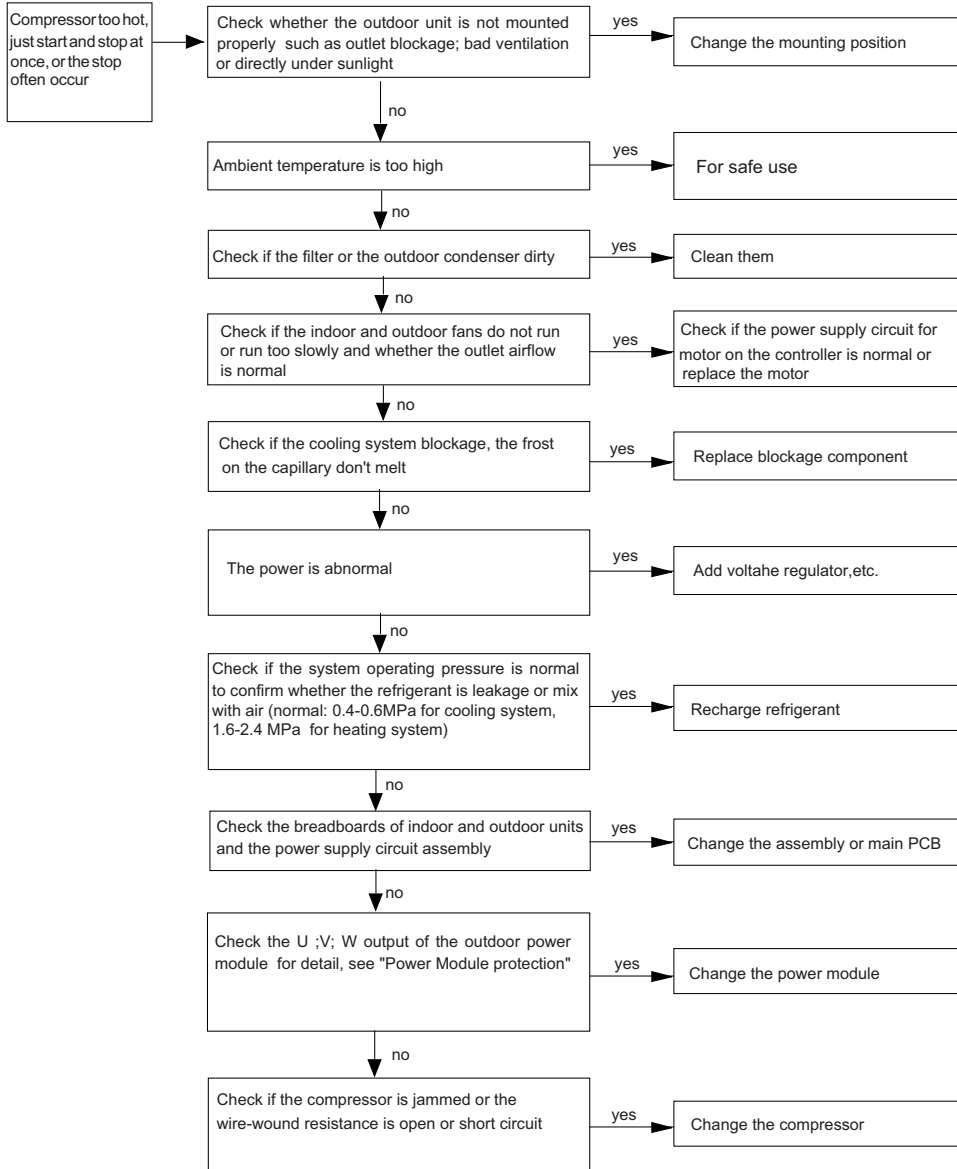 Compressor too hot,
just start and stop at
once, or the stop
often occur
Check whether the outdoor unit is not mounted
properly such as outlet blockage; bad ventilation
or directly under sunlight
yes
Change the mounting position
no
Ambient temperature is too high
yes
For safe use
no
Check if the filter or the outdoor condenser dirty
yes
Clean them
no
Check if the indoor and outdoor fans do not run
or run too slowly and whether the outlet airflow
is normal
yes
Check if the power supply circuit for
motor on the controller is normal or
replace the motor
no
Check if the cooling system blockage, the frost
on the capillary don't melt
yes
Replace blockage component
no
The power is abnormal
yes
Add voltahe regulator,etc.
no
Check if the system operating pressure is normal
to confirm whether the refrigerant is leakage or mix
with air (normal: 0.4-0.6MPa for cooling system,
1.6-2.4 MPa for heating system)
yes
Recharge refrigerant
no
Check the breadboards of indoor and outdoor units
and the power supply circuit assembly
yes
Change the assembly or main PCB
no
Check the U ;V; W output of the outdoor power
module for detail, see "Power Module protection"
yes
Change the power module
no
Check if the compressor is jammed or the
wire-wound resistance is open or short circuit
yes
Change the compressor